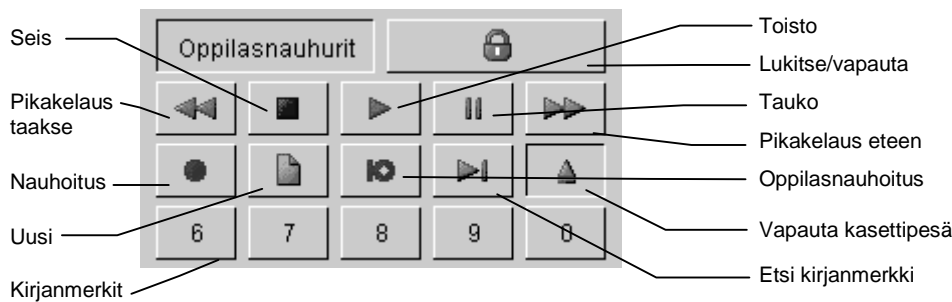 Seis
Pikakelaus
taakse
Nauhoitus
Uusi
Kirjanmerkit
Oppilasnauhurit
6 7 8 9 0
Toisto
Lukitse/vapauta
Tauko
Pikakelaus eteen
Oppilasnauhoitus
Vapauta kasettipesä
Etsi kirjanmerkki